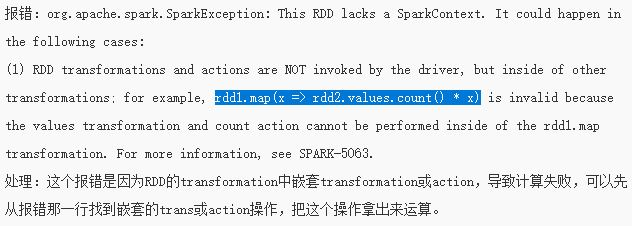 报错：org.apache.spark.SparkException: This RDD lacks a SparkContext. It could happen in
the following cases:
(1) RDD transformations and actions are NOT invoked by the driver, but inside of other
transformations; for example, rdd1.map(x => rdd2.values.count() * x) is invalid because
the values transformation and count action cannot be performed inside of the rdd1.map
transformation. For more information, see SPARK-5063.
处理：这个报错是因为RDD的transformation中嵌套transformation或action，导致计算失败，可以先
从报错那一行找到嵌套的trans或action操作，把这个操作拿出来运算。